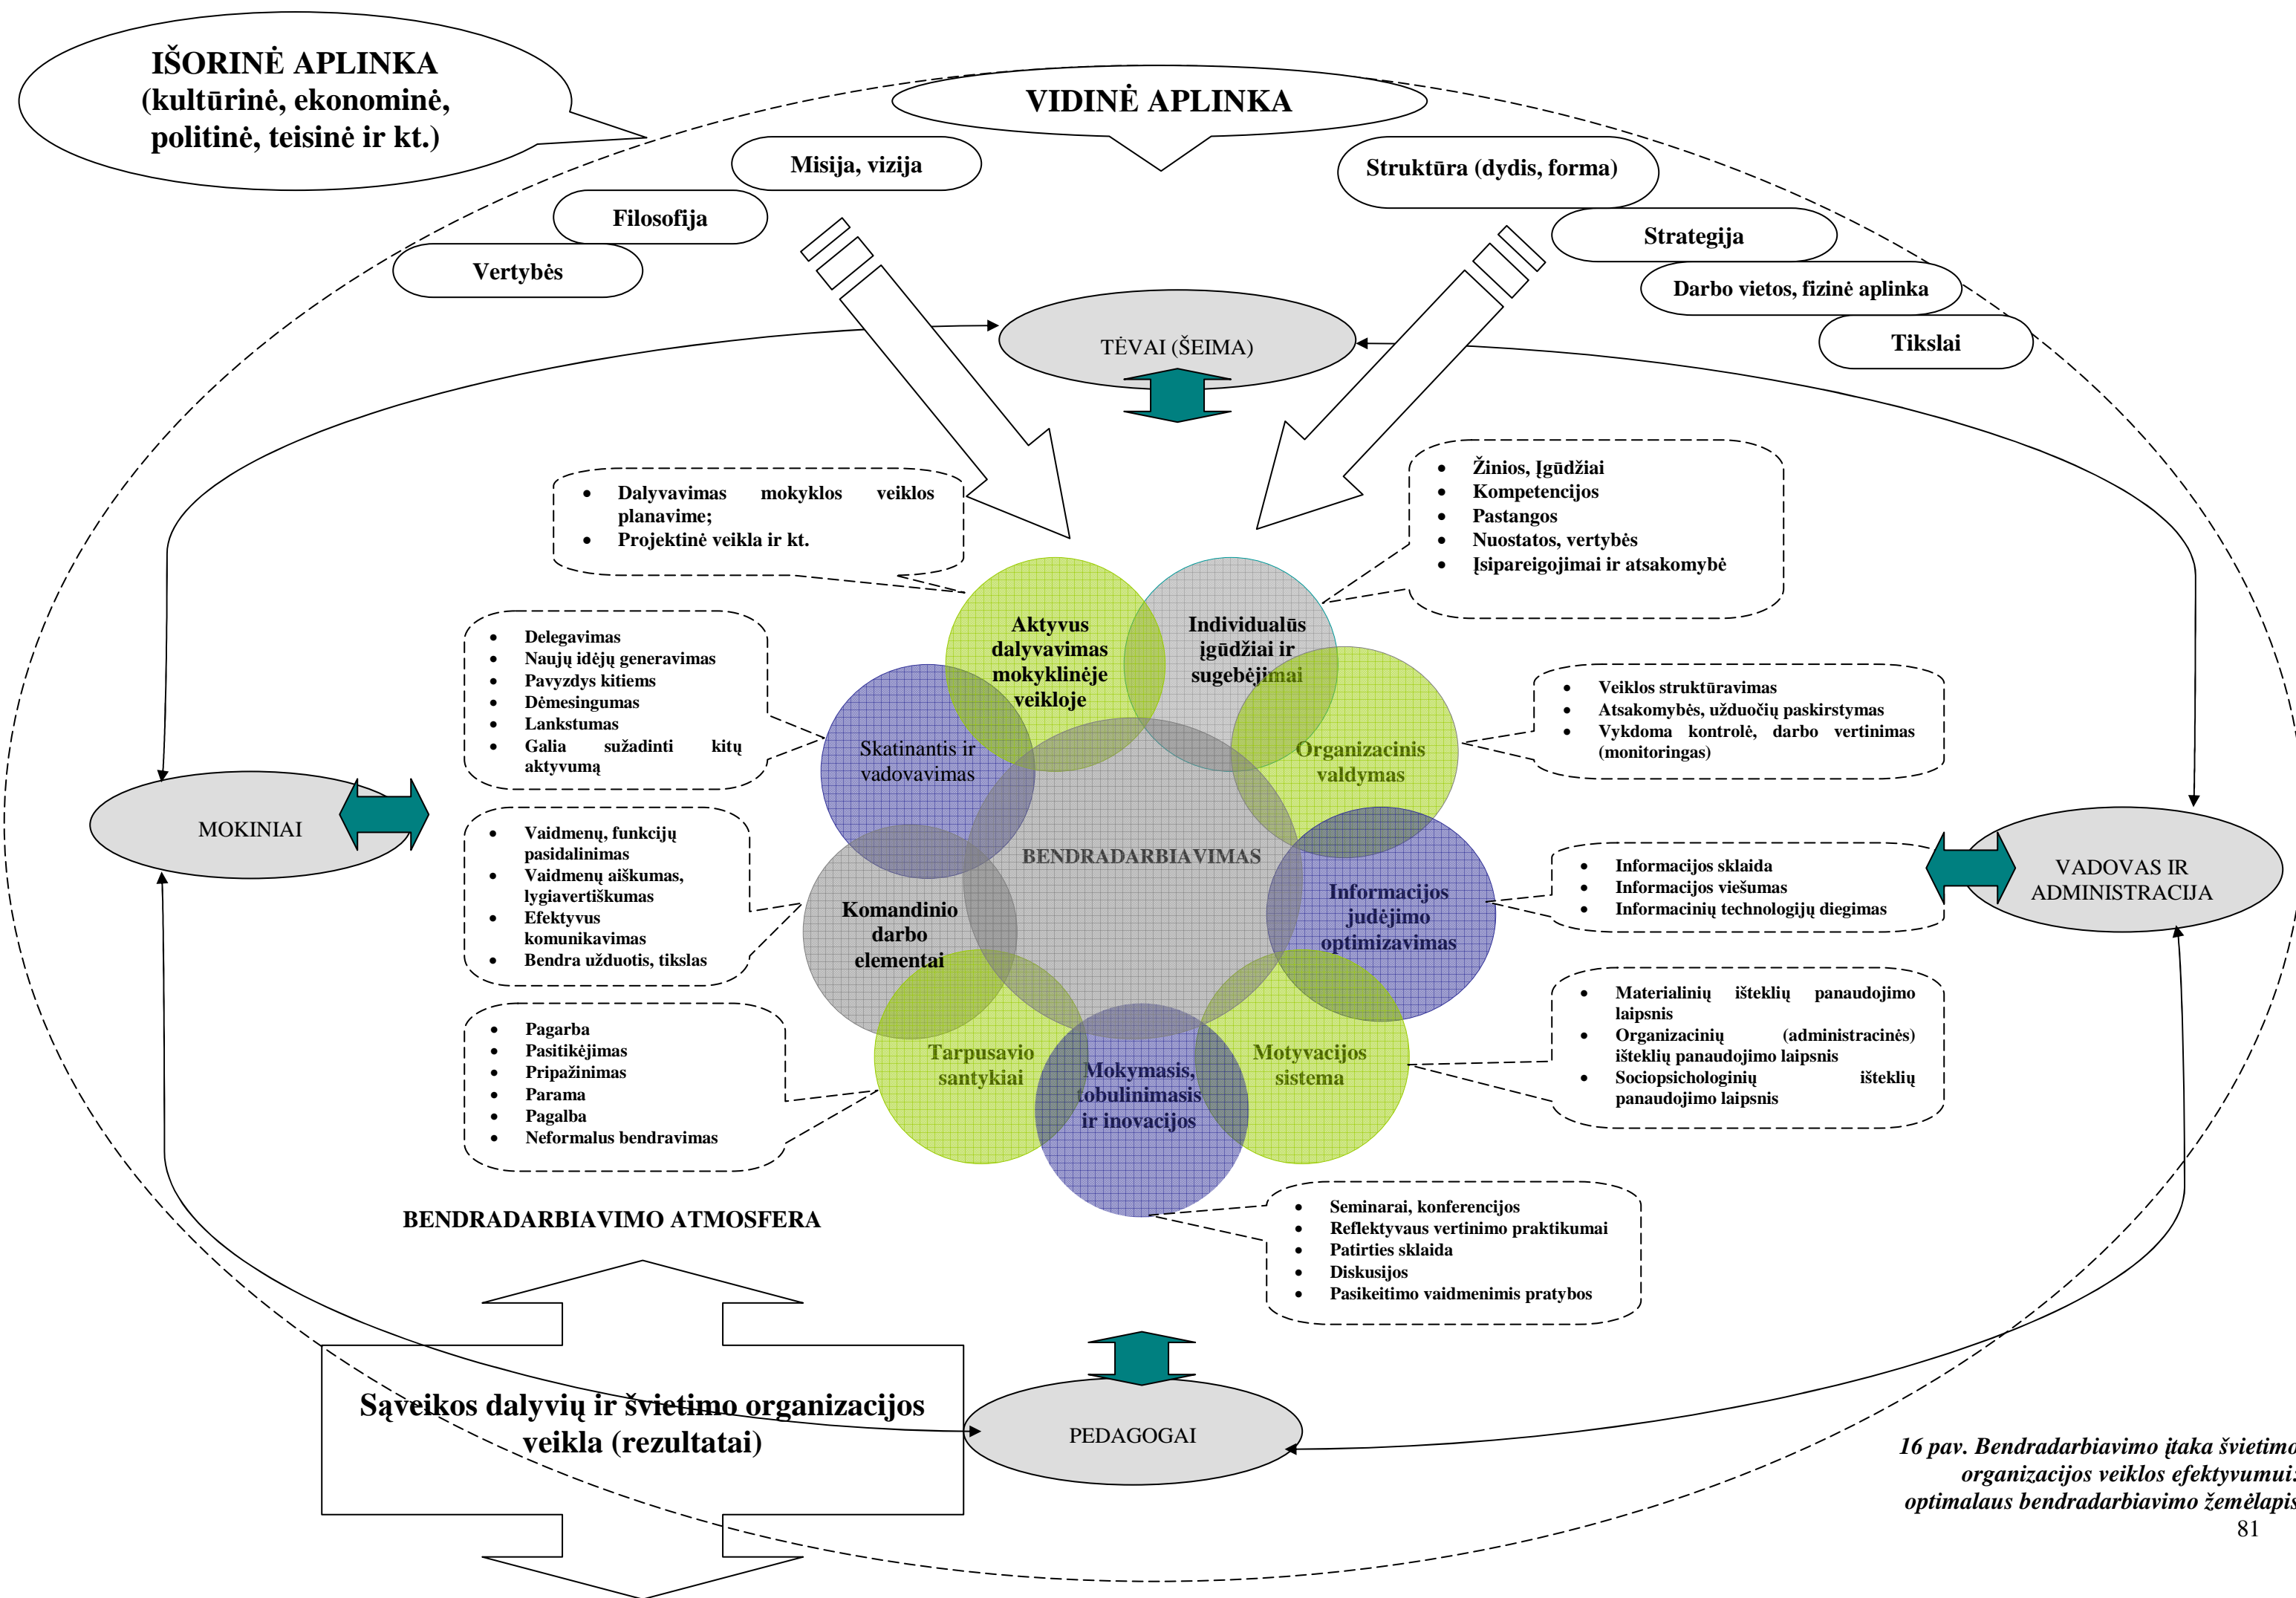 IŠORINĖ APLINKA
(kultūrinė, ekonominė,
politinė, teisinė ir kt.)
VIDINĖ APLINKA
Misija, vizija
Filosofija
Vertybės
Struktūra (dydis, forma)
Strategija
Darbo vietos, fizinė aplinka
Tikslai
TĖVAI (ŠEIMA)
• Dalyvavimas mokyklos veiklos
planavime;
• Projektinė veikla ir kt.
• Žinios, Įgūdžiai
• Kompetencijos
• Pastangos
• Nuostatos, vertybės
• Įsipareigojimai ir atsakomybė
Aktyvus
dalyvavimas
mokyklinėje
veikloje
Individualūs
įgūdžiai ir
sugebėjimai
• Delegavimas
• Naujų idėjų generavimas
• Pavyzdys kitiems
• Dėmesingumas
• Lankstumas
• Galia sužadinti kitų
aktyvumą
Skatinantis ir
vadovavimas
Organizacinis
valdymas
• Veiklos struktūravimas
• Atsakomybės, užduočių paskirstymas
• Vykdoma kontrolė, darbo vertinimas
(monitoringas)
MOKINIAI
• Vaidmenų, funkcijų
pasidalinimas
• Vaidmenų aiškumas,
lygiavertiškumas
• Efektyvus
komunikavimas
• Bendra užduotis, tikslas
BENDRADARBIAVIMAS
Komandinio
darbo
elementai
Informacijos
judėjimo
optimizavimas
• Informacijos sklaida
• Informacijos viešumas
• Informacinių technologijų diegimas
VADOVAS IR
ADMINISTRACIJA
• Pagarba
• Pasitikėjimas
• Pripažinimas
• Parama
• Pagalba
• Neformalus bendravimas
Tarpusavio
santykiai
Mokymasis,
tobulinimasis
ir inovacijos
Motyvacijos
sistema
• Materialinių išteklių panaudojimo
laipsnis
• Organizacinių (administracinės)
išteklių panaudojimo laipsnis
• Sociopsichologinių išteklių
panaudojimo laipsnis
BENDRADARBIAVIMO ATMOSFERA
• Seminarai, konferencijos
• Reflektyvaus vertinimo praktikumai
• Patirties sklaida
• Diskusijos
• Pasikeitimo vaidmenimis pratybos
Sąveikos dalyvių ir švietimo organizacijos
veikla (rezultatai)
PEDAGOGAI
16 pav. Bendradarbiavimo įtaka švietimo
organizacijos veiklos efektyvumui:
optimalaus bendradarbiavimo žemėlapis
81